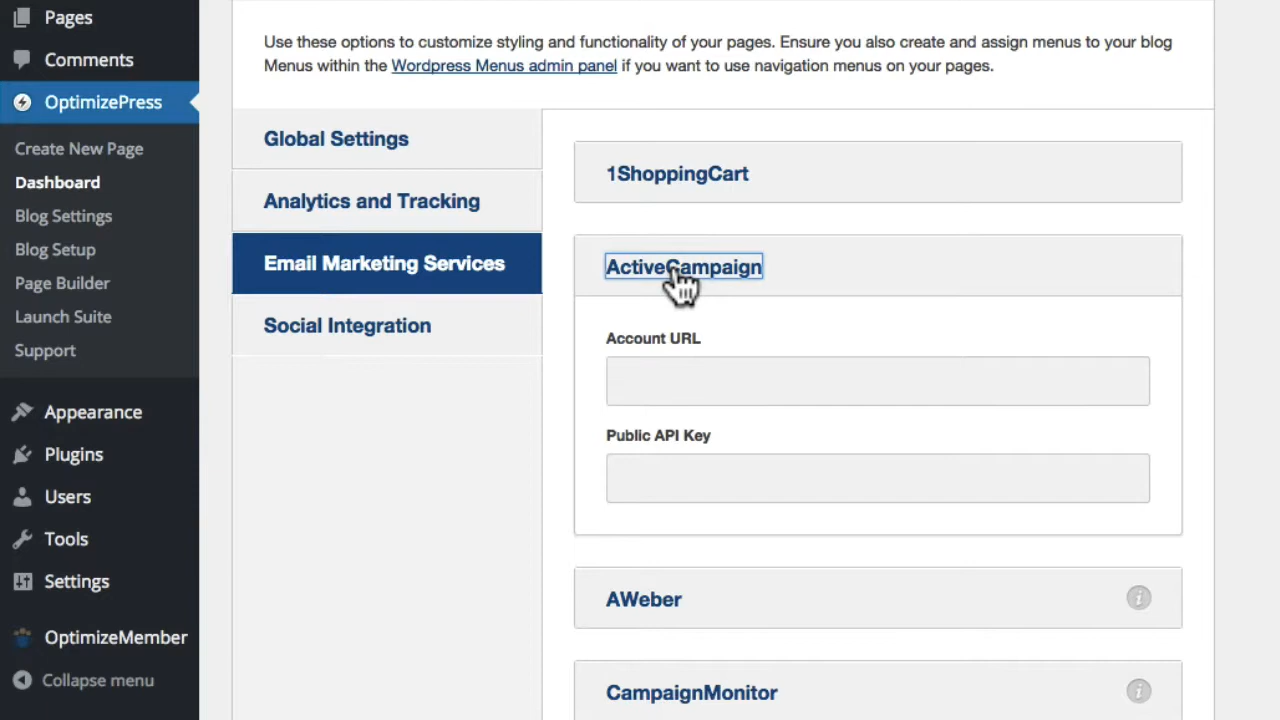 Pages
Comments
OptimizePress
Create New Page
Dashboard
Blog Settings
Blog Setup
Page Builder
Launch Suite
Support
Appearance
Plugins
Users
Tools
Settings
OptimizeMember
Collapse menu
Use these options to customize styling and functionality of your pages. Ensure you also create and assign menus to your blog
Menus within the Wordpress Menus admin panel if you want to use navigation menus on your pages.
Global Settings
Analytics and Tracking
Email Marketing Services
Social Integration
1ShoppingCart
ActiveCampaign
Account URL
Public API Key
AWeber
CampaignMonitor